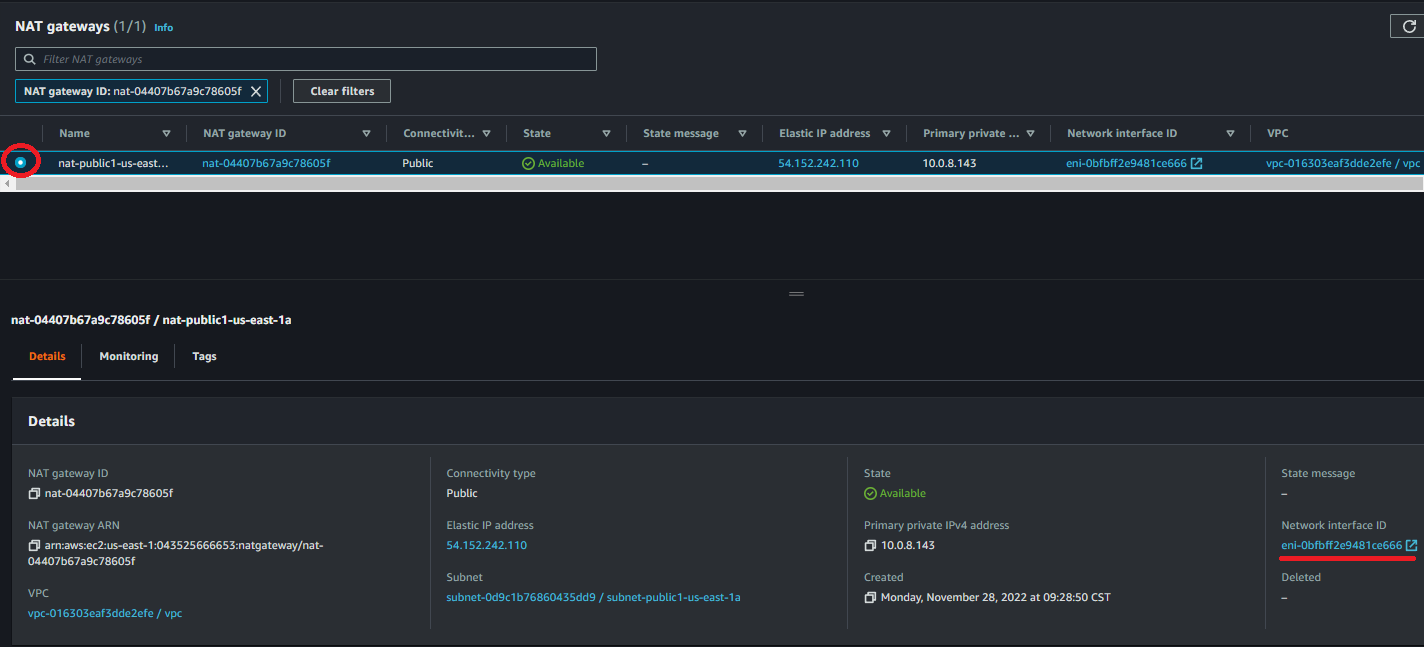 NAT gateways (1/1) Info
Filter NAT gateways
NAT gateway ID: nat-04407b67a9c78605f
Clear filters
Name NAT gateway ID Connectivit... State State message Elastic IP address Primary private ... Network interface ID VPC
nat-public1-us-east... nat-04407b67a9c78605f Public Available – 54.152.242.110 10.0.8.143 eni-0bfbff2e9481ce666 vpc-016303eaf3dde2efe / vpc
nat-04407b67a9c78605f / nat-public1-us-east-1a
Details Monitoring Tags
Details
NAT gateway ID
nat-04407b67a9c78605f
NAT gateway ARN
arn:aws:ec2:us-east-1:043525666653:natgateway/nat-
04407b67a9c78605f
VPC
vpc-016303eaf3dde2efe / vpc
Connectivity type
Public
Elastic IP address
54.152.242.110
Subnet
subnet-0d9c1b76860435dd9 / subnet-public1-us-east-1a
State
Available
Primary private IPv4 address
10.0.8.143
Created
Monday, November 28, 2022 at 09:28:50 CST
State message
–
Network interface ID
eni-0bfbff2e9481ce666
Deleted
–